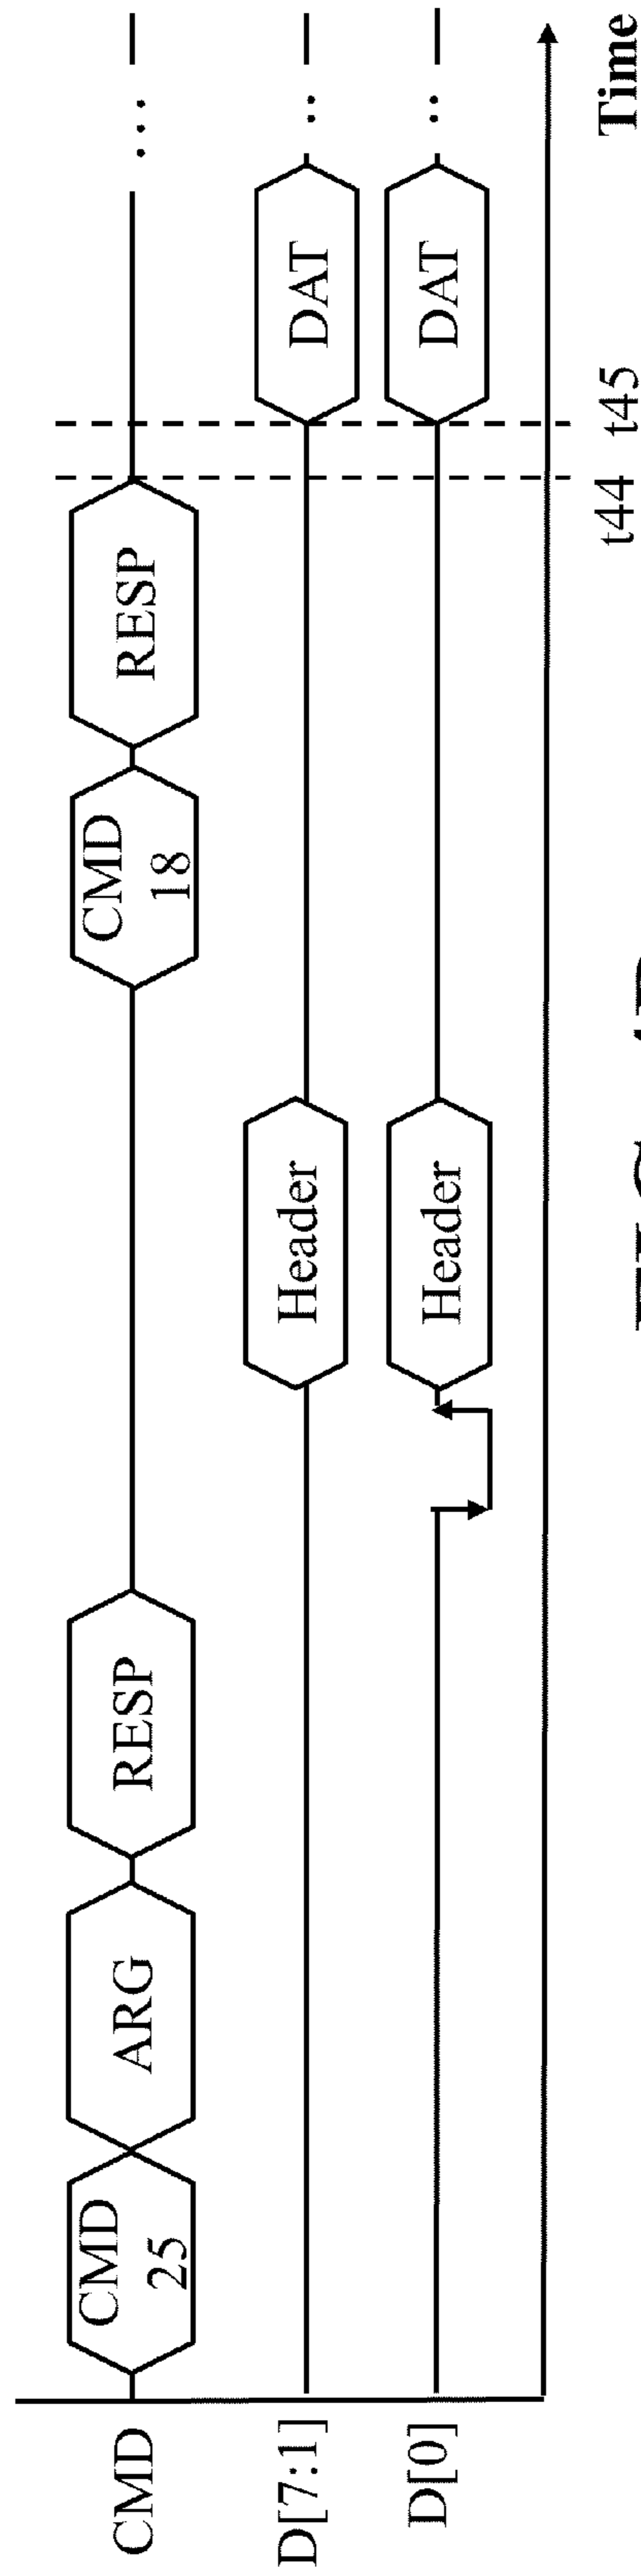 CMD
CMD
25
ARG
RESP
CMD
18
RESP
...
D[7:1]
Header
DAT
..
D[0]
Header
DAT
..
t44
t45
Time